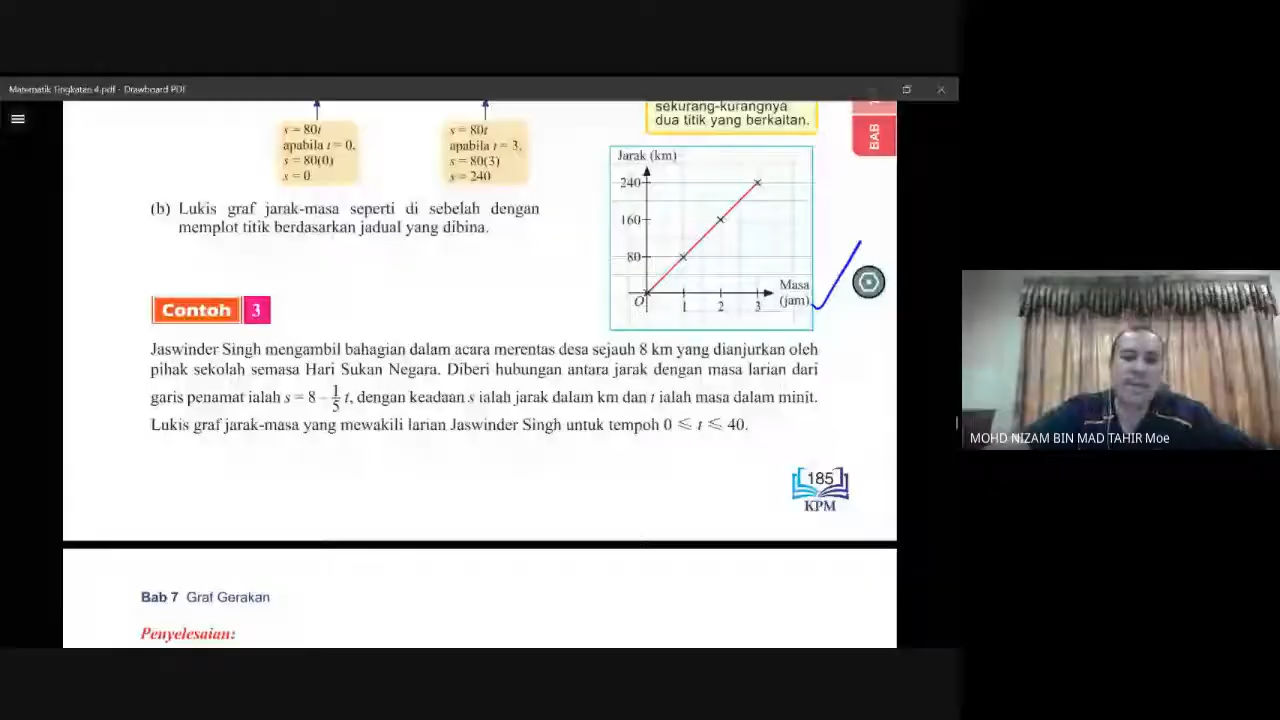 Matematik Tingkatan 4.pdf - Drawboard PDF
sekurang-kurangnya
dua titik yang berkaitan.
BAB
s = 80t
apabila t = 0,
s = 80(0)
s = 0
s = 80t
apabila t = 3,
s = 80(3)
s = 240
(b) Lukis graf jarak-masa seperti di sebelah dengan
memplot titik berdasarkan jadual yang dibina.
Jarak (km)
240
160
80
O
1
2
3
Masa
(jam)
Contoh 3
Jaswinder Singh mengambil bahagian dalam acara merentas desa sejauh 8 km yang dianjurkan oleh
pihak sekolah semasa Hari Sukan Negara. Diberi hubungan antara jarak dengan masa larian dari
garis penamat ialah s = 8 – 1/5 t, dengan keadaan s ialah jarak dalam km dan t ialah masa dalam minit.
Lukis graf jarak-masa yang mewakili larian Jaswinder Singh untuk tempoh 0 ⩽ t ⩽ 40.
185
KPM
Bab 7 Graf Gerakan
Penyelesaian:
MOHD NIZAM BIN MAD TAHIR Moe